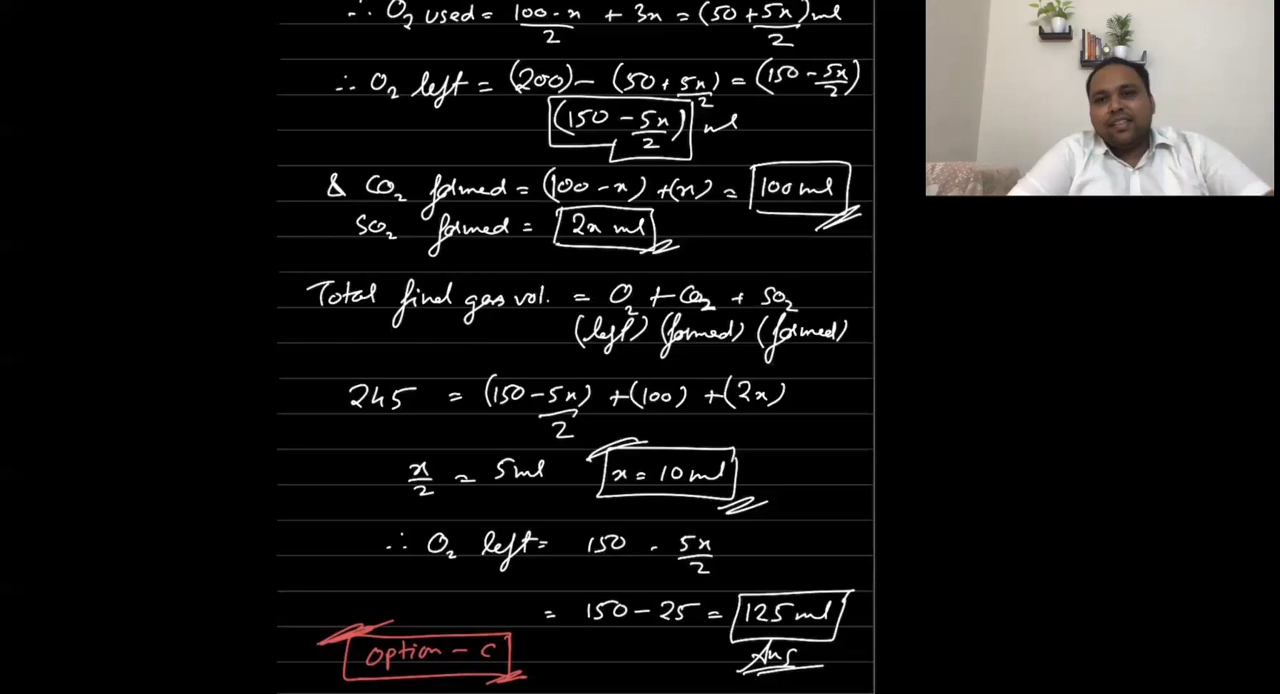 ∴ O₂ used = (100-x)/2 + 3x = (50 + 5x/2) ml
∴ O₂ left = (200) - (50 + 5x/2) = (150 - 5x/2)
(150 - 5x/2) ml
& CO₂ formed = (100-x) + (x) = 100 ml
SO₂ formed = 2x ml
Total final gas vol. = O₂ + CO₂ + SO₂
(left) (formed) (formed)
245 = (150 - 5x/2) + (100) + (2x)
x/2 = 5ml x = 10 ml
∴ O₂ left = 150 - 5x/2
= 150 - 25 = 125 ml
Ans
option - C